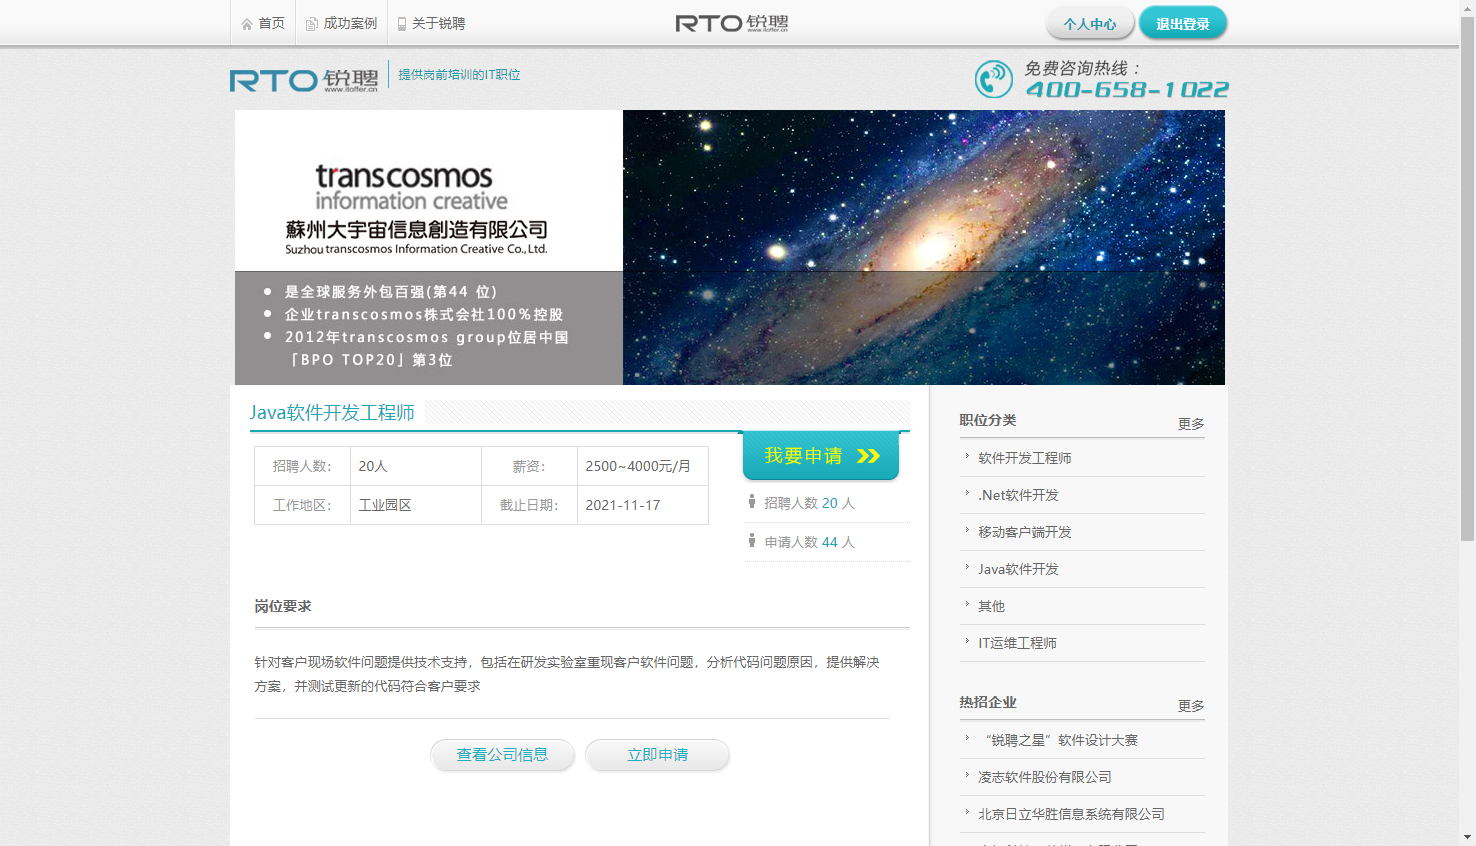 首页
成功案例
关于锐聘
RTO 锐聘
www.itoffer.cn
个人中心
退出登录
RTO 锐聘
www.itoffer.cn
提供岗前培训的IT职位
免费咨询热线：
400-658-1022
transcosmos
information creative
蘇州大宇宙信息創造有限公司
Suzhou transcosmos Information Creative Co., Ltd.
是全球服务外包百强(第44 位)
企业transcosmos株式会社100%控股
2012年transcosmos group位居中国
「BPO TOP20」第3位
Java软件开发工程师
我要申请
招聘人数： 20人 薪资： 2500~4000元/月
工作地区： 工业园区 截止日期： 2021-11-17
招聘人数 20 人
申请人数 44 人
岗位要求
针对客户现场软件问题提供技术支持，包括在研发实验室重现客户软件问题，分析代码问题原因，提供解决
方案，并测试更新的代码符合客户要求
查看公司信息
立即申请
职位分类
更多
软件开发工程师
.Net软件开发
移动客户端开发
Java软件开发
其他
IT运维工程师
热招企业
更多
“锐聘之星”软件设计大赛
凌志软件股份有限公司
北京日立华胜信息系统有限公司